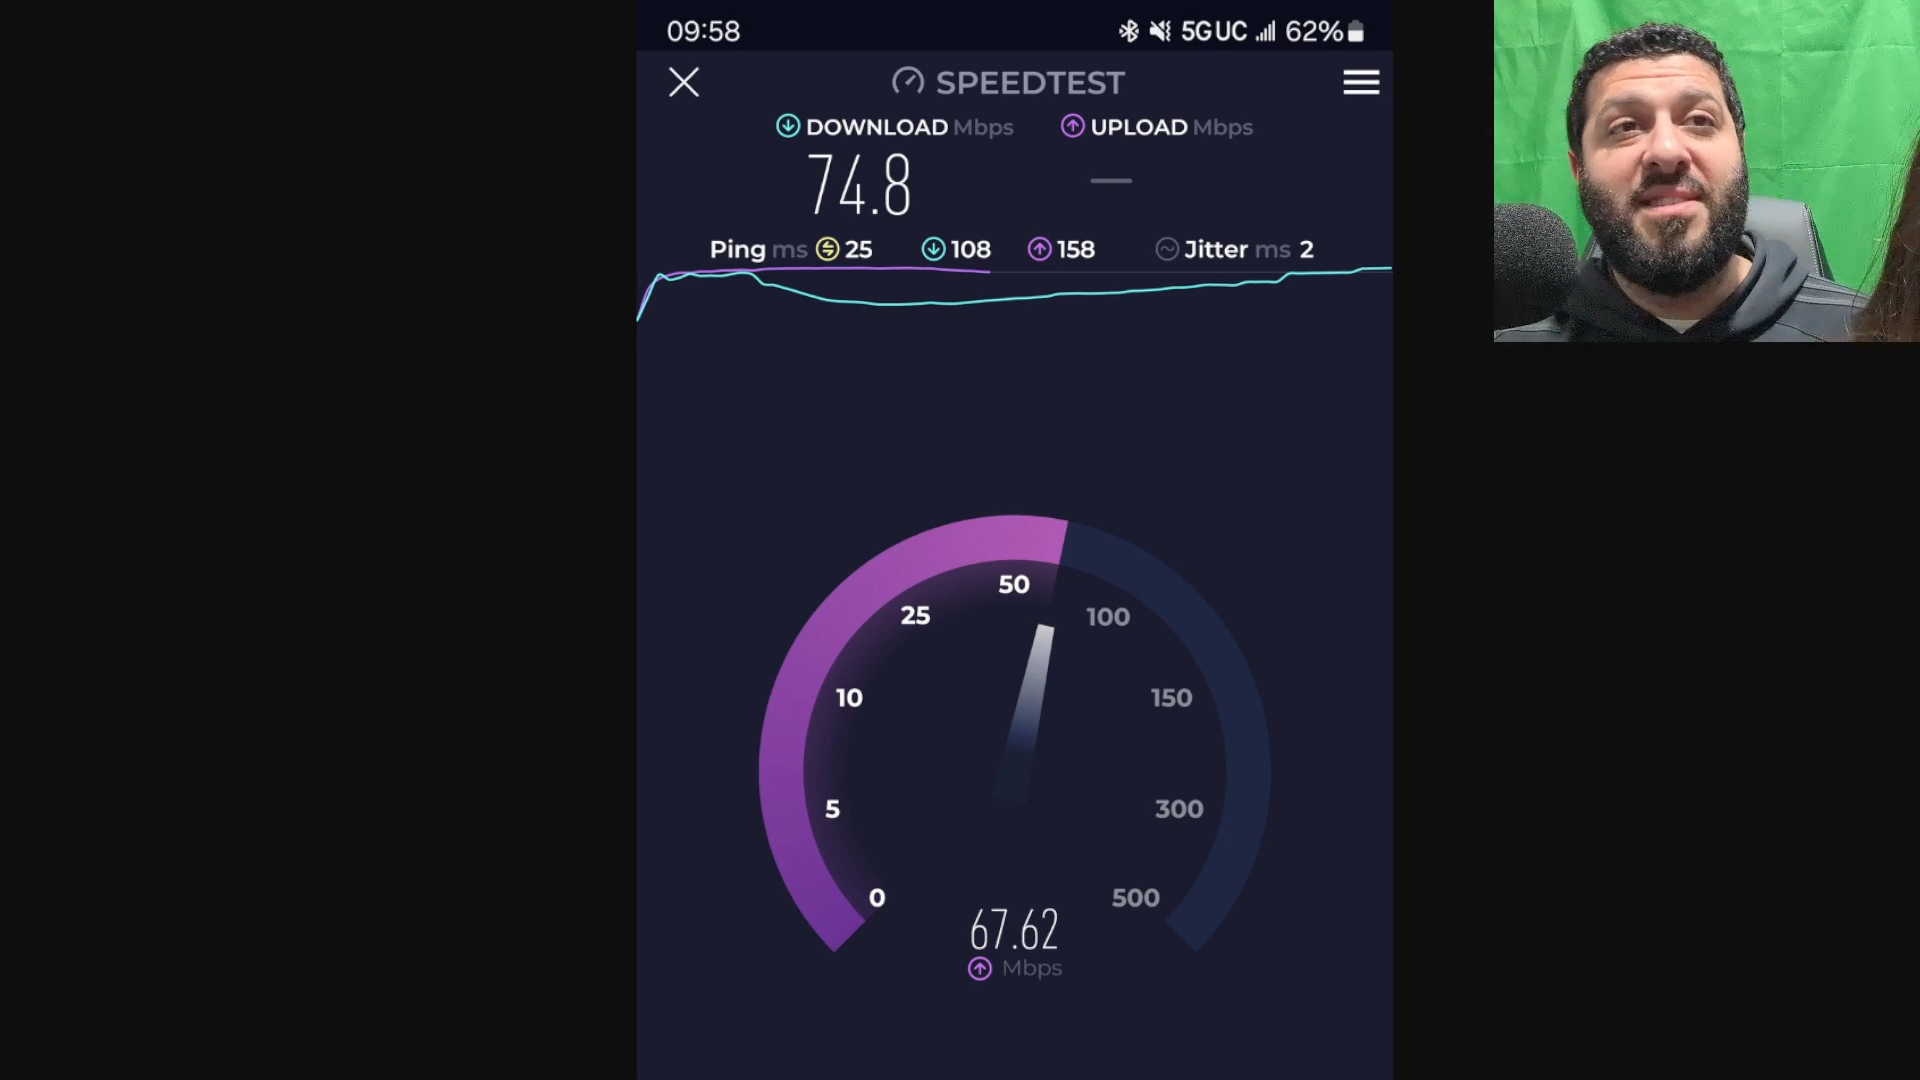 09:58 5G UC 62%
SPEEDTEST
DOWNLOAD Mbps UPLOAD Mbps
74.8 —
Ping ms 25 108 158 Jitter ms 2
50
25 100
10 150
5 300
0 500
67.62
Mbps